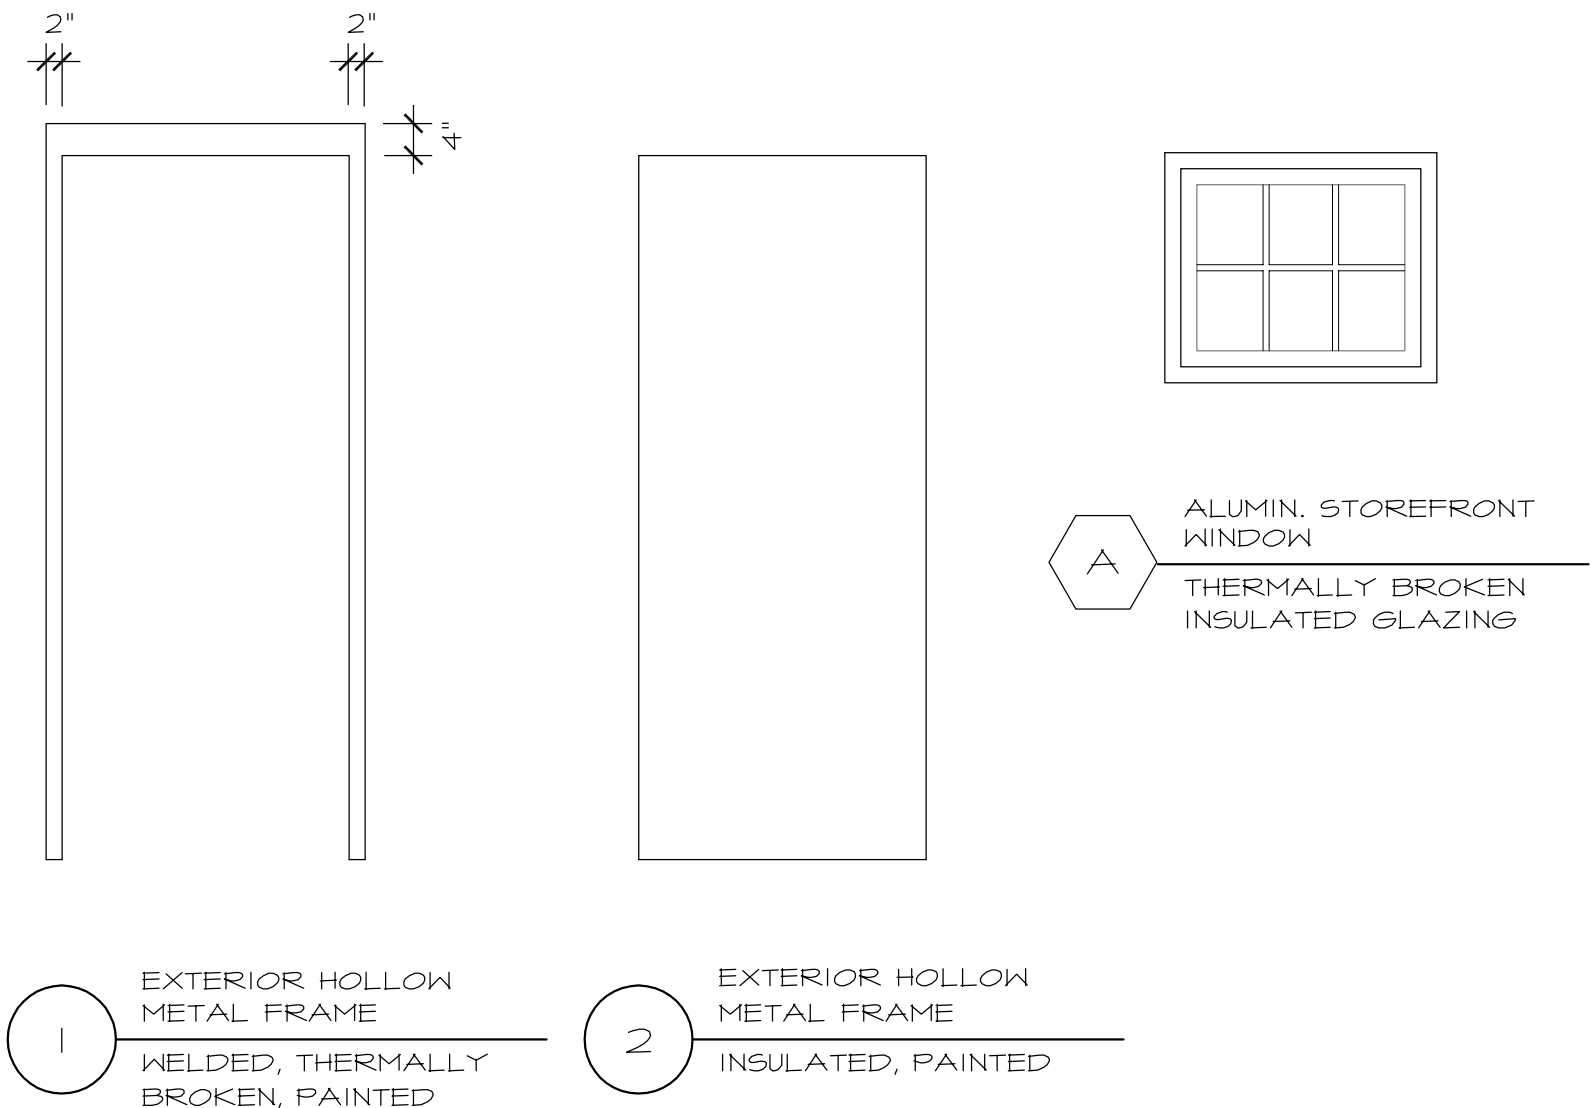 2"
2"
4"
ALUMIN. STOREFRONT
WINDOW
A
THERMALLY BROKEN
INSULATED GLAZING
EXTERIOR HOLLOW
METAL FRAME
1
WELDED, THERMALLY
BROKEN, PAINTED
EXTERIOR HOLLOW
METAL FRAME
2
INSULATED, PAINTED